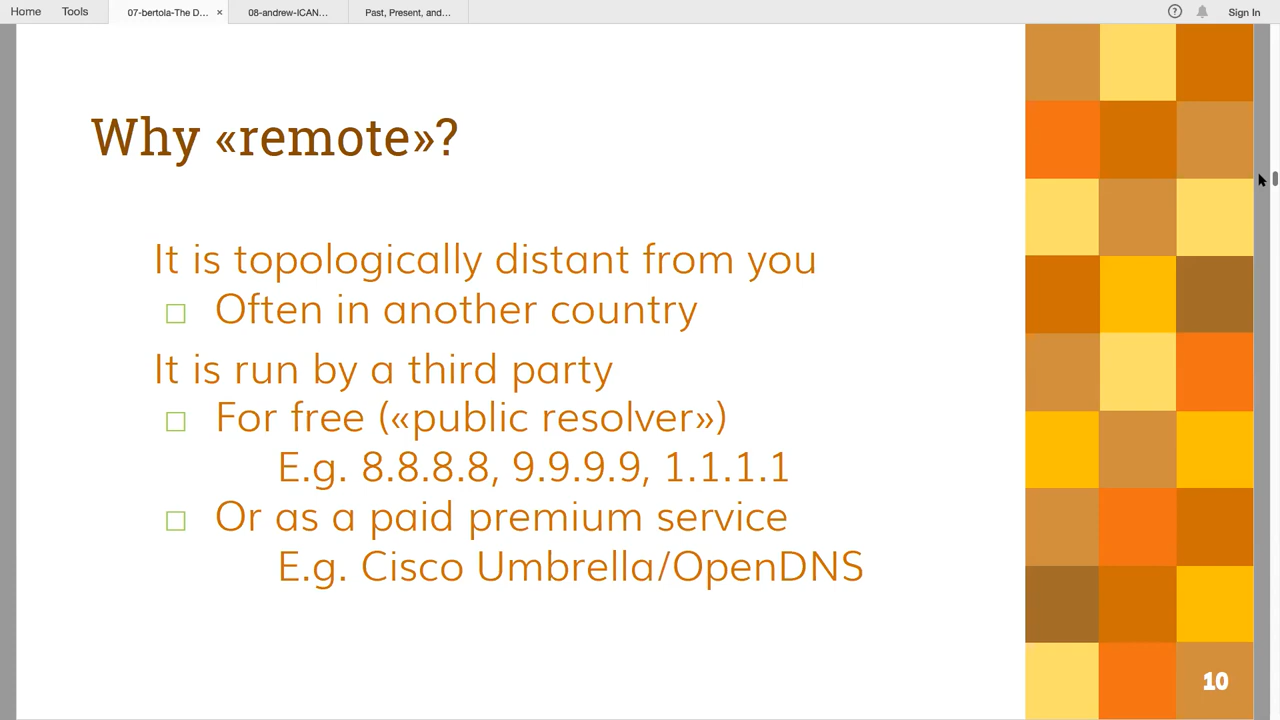 Home
Tools
07-bertola-The D...
×
08-andrew-ICAN...
Past, Present, and...
?
Sign In
Why «remote»?
It is topologically distant from you
Often in another country
It is run by a third party
For free («public resolver»)
E.g. 8.8.8.8, 9.9.9.9, 1.1.1.1
Or as a paid premium service
E.g. Cisco Umbrella/OpenDNS
10